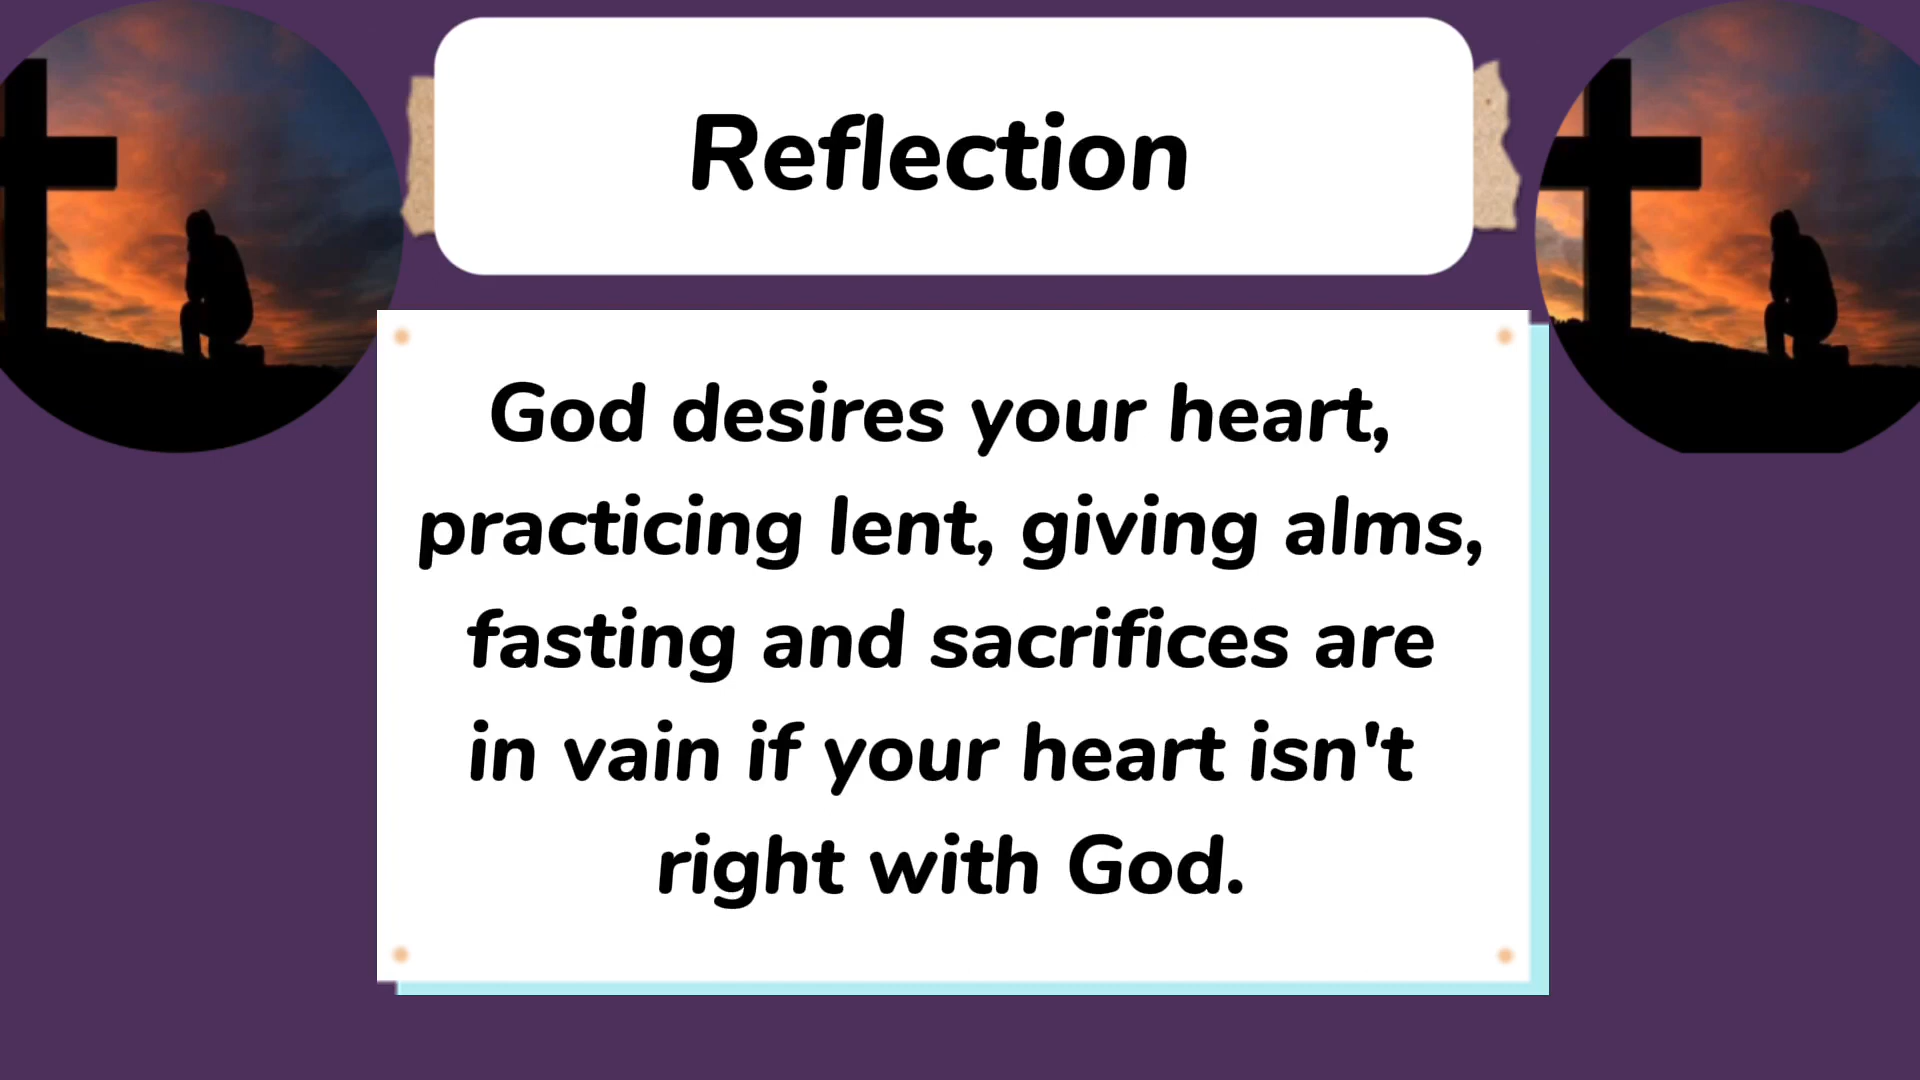 Reflection
God desires your heart,
practicing lent, giving alms,
fasting and sacrifices are
in vain if your heart isn't
right with God.